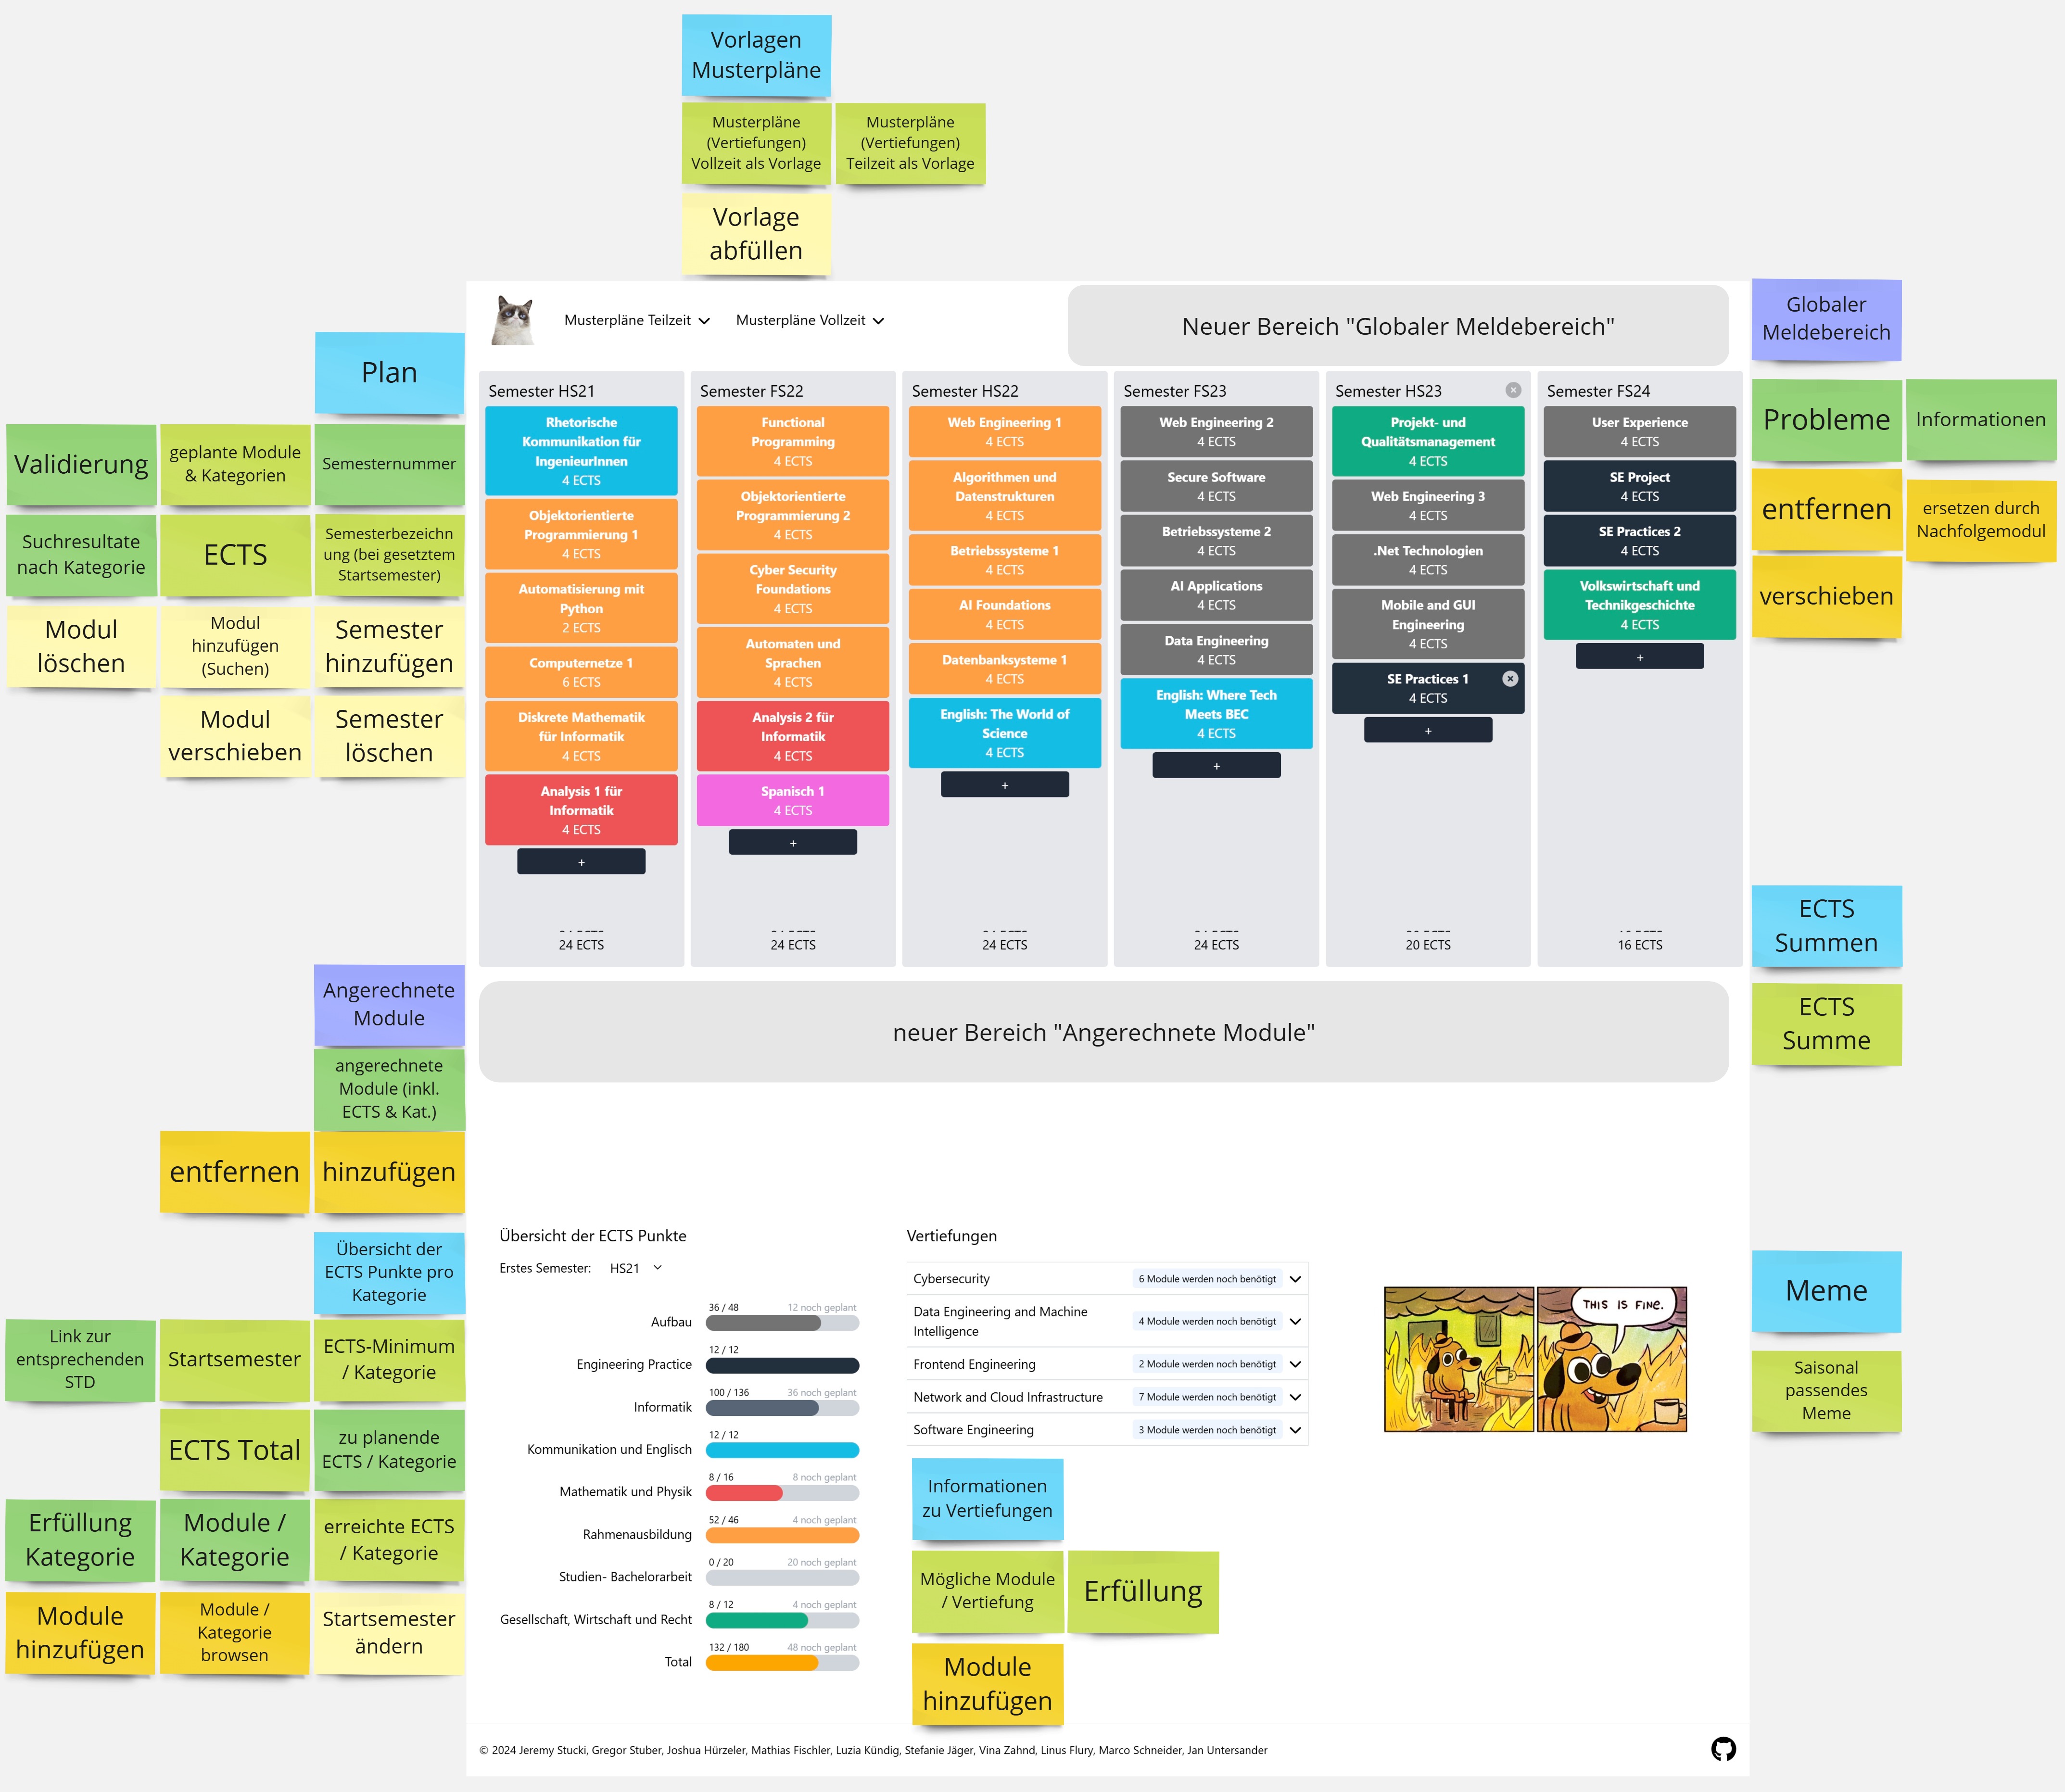 Vorlagen
Musterpläne
Musterpläne
(Vertiefungen)
Vollzeit als Vorlage
Musterpläne
(Vertiefungen)
Teilzeit als Vorlage
Vorlage
abfüllen
Musterpläne Teilzeit
Musterpläne Vollzeit
Neuer Bereich "Globaler Meldebereich"
Globaler
Meldebereich
Probleme
Informationen
entfernen
ersetzen durch
Nachfolgemodul
verschieben
Plan
Validierung
geplante Module
& Kategorien
Semesternummer
Suchresultate
nach Kategorie
ECTS
Semesterbezeichn
ung (bei gesetztem
Startsemester)
Modul
löschen
Modul
hinzufügen
(Suchen)
Semester
hinzufügen
Modul
verschieben
Semester
löschen
Semester HS21
Rhetorische
Kommunikation für
IngenieurInnen
4 ECTS
Objektorientierte
Programmierung 1
4 ECTS
Automatisierung mit
Python
2 ECTS
Computernetze 1
6 ECTS
Diskrete Mathematik
für Informatik
4 ECTS
Analysis 1 für
Informatik
4 ECTS
+
24 ECTS
Semester FS22
Functional
Programming
4 ECTS
Objektorientierte
Programmierung 2
4 ECTS
Cyber Security
Foundations
4 ECTS
Automaten und
Sprachen
4 ECTS
Analysis 2 für
Informatik
4 ECTS
Spanisch 1
4 ECTS
+
24 ECTS
Semester HS22
Web Engineering 1
4 ECTS
Algorithmen und
Datenstrukturen
4 ECTS
Betriebssysteme 1
4 ECTS
AI Foundations
4 ECTS
Datenbanksysteme 1
4 ECTS
English: The World of
Science
4 ECTS
+
24 ECTS
Semester FS23
Web Engineering 2
4 ECTS
Secure Software
4 ECTS
Betriebssysteme 2
4 ECTS
AI Applications
4 ECTS
Data Engineering
4 ECTS
English: Where Tech
Meets BEC
4 ECTS
+
24 ECTS
Semester HS23
Projekt- und
Qualitätsmanagement
4 ECTS
Web Engineering 3
4 ECTS
.Net Technologien
4 ECTS
Mobile and GUI
Engineering
4 ECTS
SE Practices 1
4 ECTS
+
20 ECTS
Semester FS24
User Experience
4 ECTS
SE Project
4 ECTS
SE Practices 2
4 ECTS
Volkswirtschaft und
Technikgeschichte
4 ECTS
+
16 ECTS
ECTS
Summen
ECTS
Summe
Angerechnete
Module
angerechnete
Module (inkl.
ECTS & Kat.)
entfernen
hinzufügen
neuer Bereich "Angerechnete Module"
Übersicht der
ECTS Punkte pro
Kategorie
Link zur
entsprechenden
STD
Startsemester
ECTS-Minimum
/ Kategorie
ECTS Total
zu planende
ECTS / Kategorie
Erfüllung
Kategorie
Module /
Kategorie
erreichte ECTS
/ Kategorie
Module
hinzufügen
Module /
Kategorie
browsen
Startsemester
ändern
Übersicht der ECTS Punkte
Erstes Semester: HS21
36 / 48 12 noch geplant
Aufbau
12 / 12
Engineering Practice
100 / 136 36 noch geplant
Informatik
12 / 12
Kommunikation und Englisch
8 / 16 8 noch geplant
Mathematik und Physik
52 / 46 4 noch geplant
Rahmenausbildung
0 / 20 20 noch geplant
Studien- Bachelorarbeit
8 / 12 4 noch geplant
Gesellschaft, Wirtschaft und Recht
132 / 180 48 noch geplant
Total
Vertiefungen
Cybersecurity 6 Module werden noch benötigt
Data Engineering and Machine
Intelligence 4 Module werden noch benötigt
Frontend Engineering 2 Module werden noch benötigt
Network and Cloud Infrastructure 7 Module werden noch benötigt
Software Engineering 3 Module werden noch benötigt
Informationen
zu Vertiefungen
Mögliche Module
/ Vertiefung
Erfüllung
Module
hinzufügen
THIS IS FINE.
Meme
Saisonal
passendes
Meme
© 2024 Jeremy Stucki, Gregor Stuber, Joshua Hürzeler, Mathias Fischler, Luzia Kündig, Stefanie Jäger, Vina Zahnd, Linus Flury, Marco Schneider, Jan Untersander